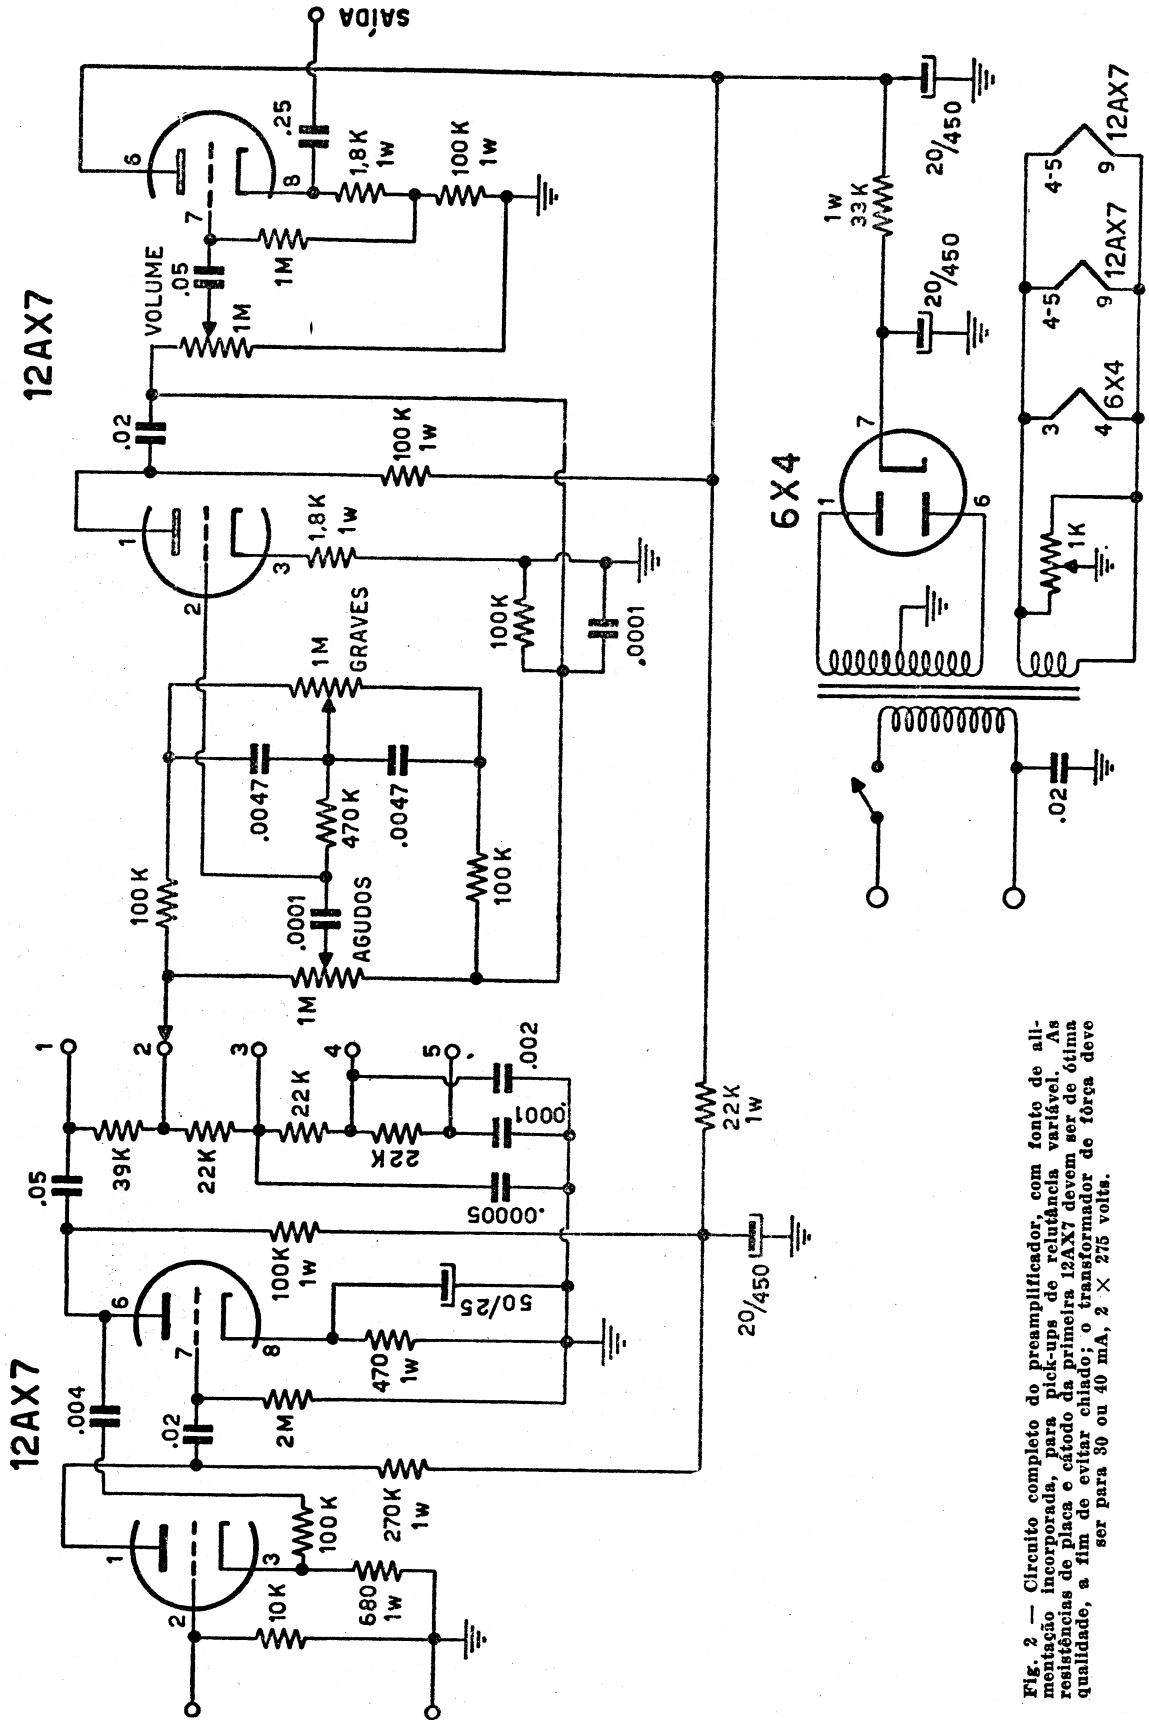 12AX7
12AX7
1
2
3
10K
680
1w
100K
.004
.02
270K
1w
2M
6
7
8
470
1w
50/25
100K
1w
.05
39K
22K
22K
22K
.00005
.0001
.002
1
2
3
4
5
20/450
22K
1w
100K
1M
AGUDOS
.0001
470K
.0047
.0047
100K
1M
GRAVES
1
2
3
1,8K
1w
100K
.0001
.02
100K
1w
VOLUME
1M
.05
1M
6
7
8
1,8K
1w
100K
1w
.25
SAÍDA
.02
6X4
1
6
7
1w
33K
20/450
20/450
1K
3
4
6X4
4-5
9
12AX7
4-5
9
12AX7
Fig. 2 — Circuito completo do preamplificador, com fonte de ali-
mentação incorporada, para pick-ups de relutância variável. As
resistências de placa e cátodo da primeira 12AX7 devem ser de ótima
qualidade, a fim de evitar chiado; o transformador de fôrça deve
ser para 30 ou 40 mA, 2 × 275 volts.